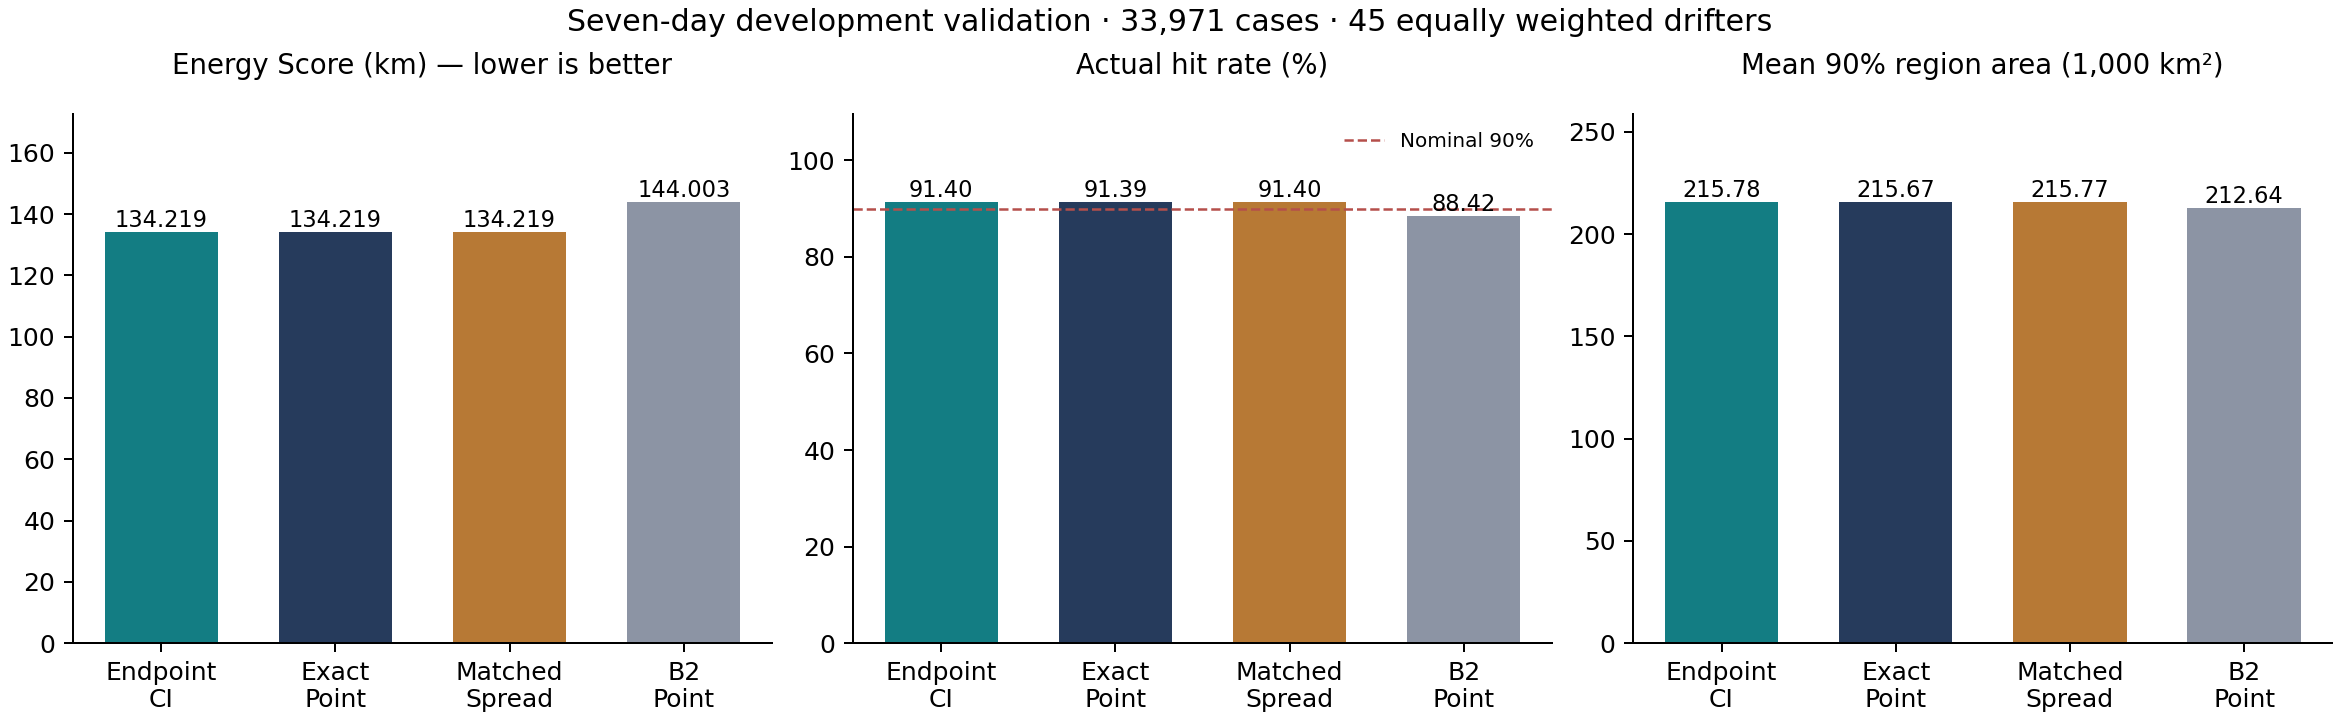 Seven-day development validation · 33,971 cases · 45 equally weighted drifters
Energy Score (km) — lower is better
160
140
120
100
80
60
40
20
0
134.219
134.219
134.219
144.003
Endpoint
CI
Exact
Point
Matched
Spread
B2
Point
Actual hit rate (%)
Nominal 90%
100
80
60
40
20
0
91.40
91.39
91.40
88.42
Endpoint
CI
Exact
Point
Matched
Spread
B2
Point
Mean 90% region area (1,000 km²)
250
200
150
100
50
0
215.78
215.67
215.77
212.64
Endpoint
CI
Exact
Point
Matched
Spread
B2
Point